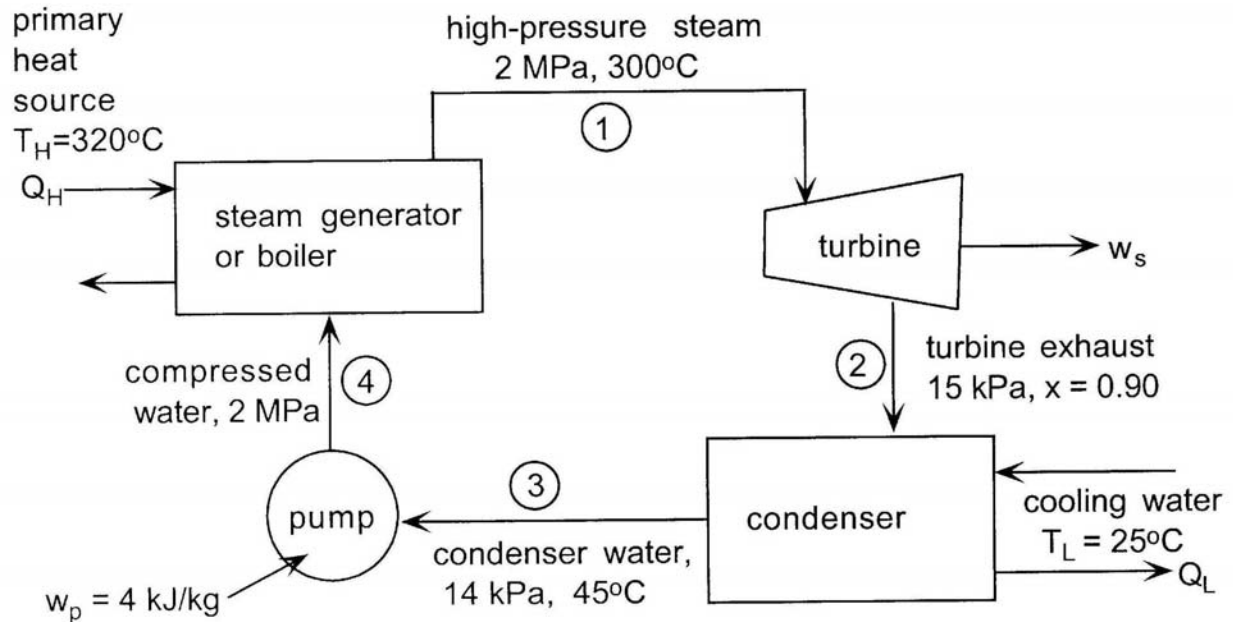 primary
heat
source
T_H=320°C
Q_H
high-pressure steam
2 MPa, 300°C
1
steam generator
or boiler
turbine
w_s
2
turbine exhaust
15 kPa, x = 0.90
compressed
water, 2 MPa
4
pump
3
condenser
cooling water
T_L = 25°C
Q_L
condenser water,
14 kPa, 45°C
w_p = 4 kJ/kg